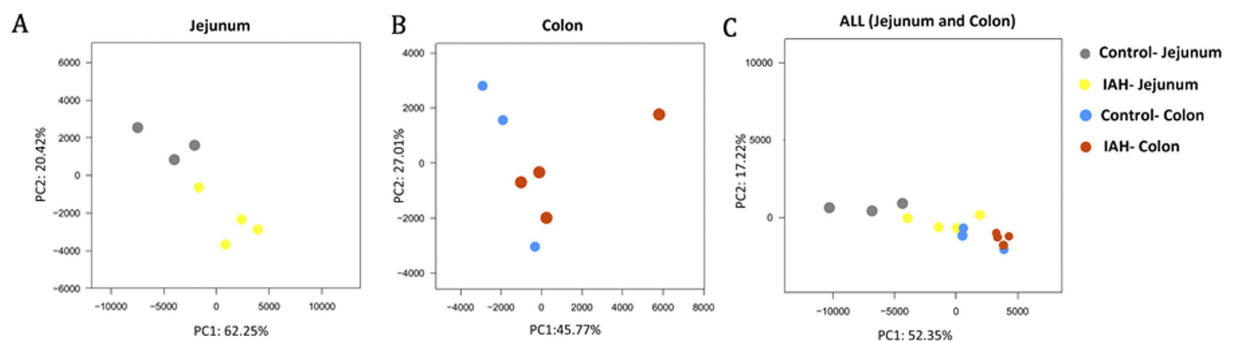 A
Jejunum
6000
4000
2000
0
−2000
−4000
−6000
PC2: 20.42%
−10000 −5000 0 5000 10000
PC1: 62.25%
B
Colon
4000
2000
0
−2000
−4000
PC2: 27.01%
−4000 −2000 0 2000 4000 6000 8000
PC1:45.77%
C
ALL (Jejunum and Colon)
10000
5000
0
PC2: 17.22%
−10000 −5000 0 5000
PC1: 52.35%
Control- Jejunum
IAH- Jejunum
Control- Colon
IAH- Colon